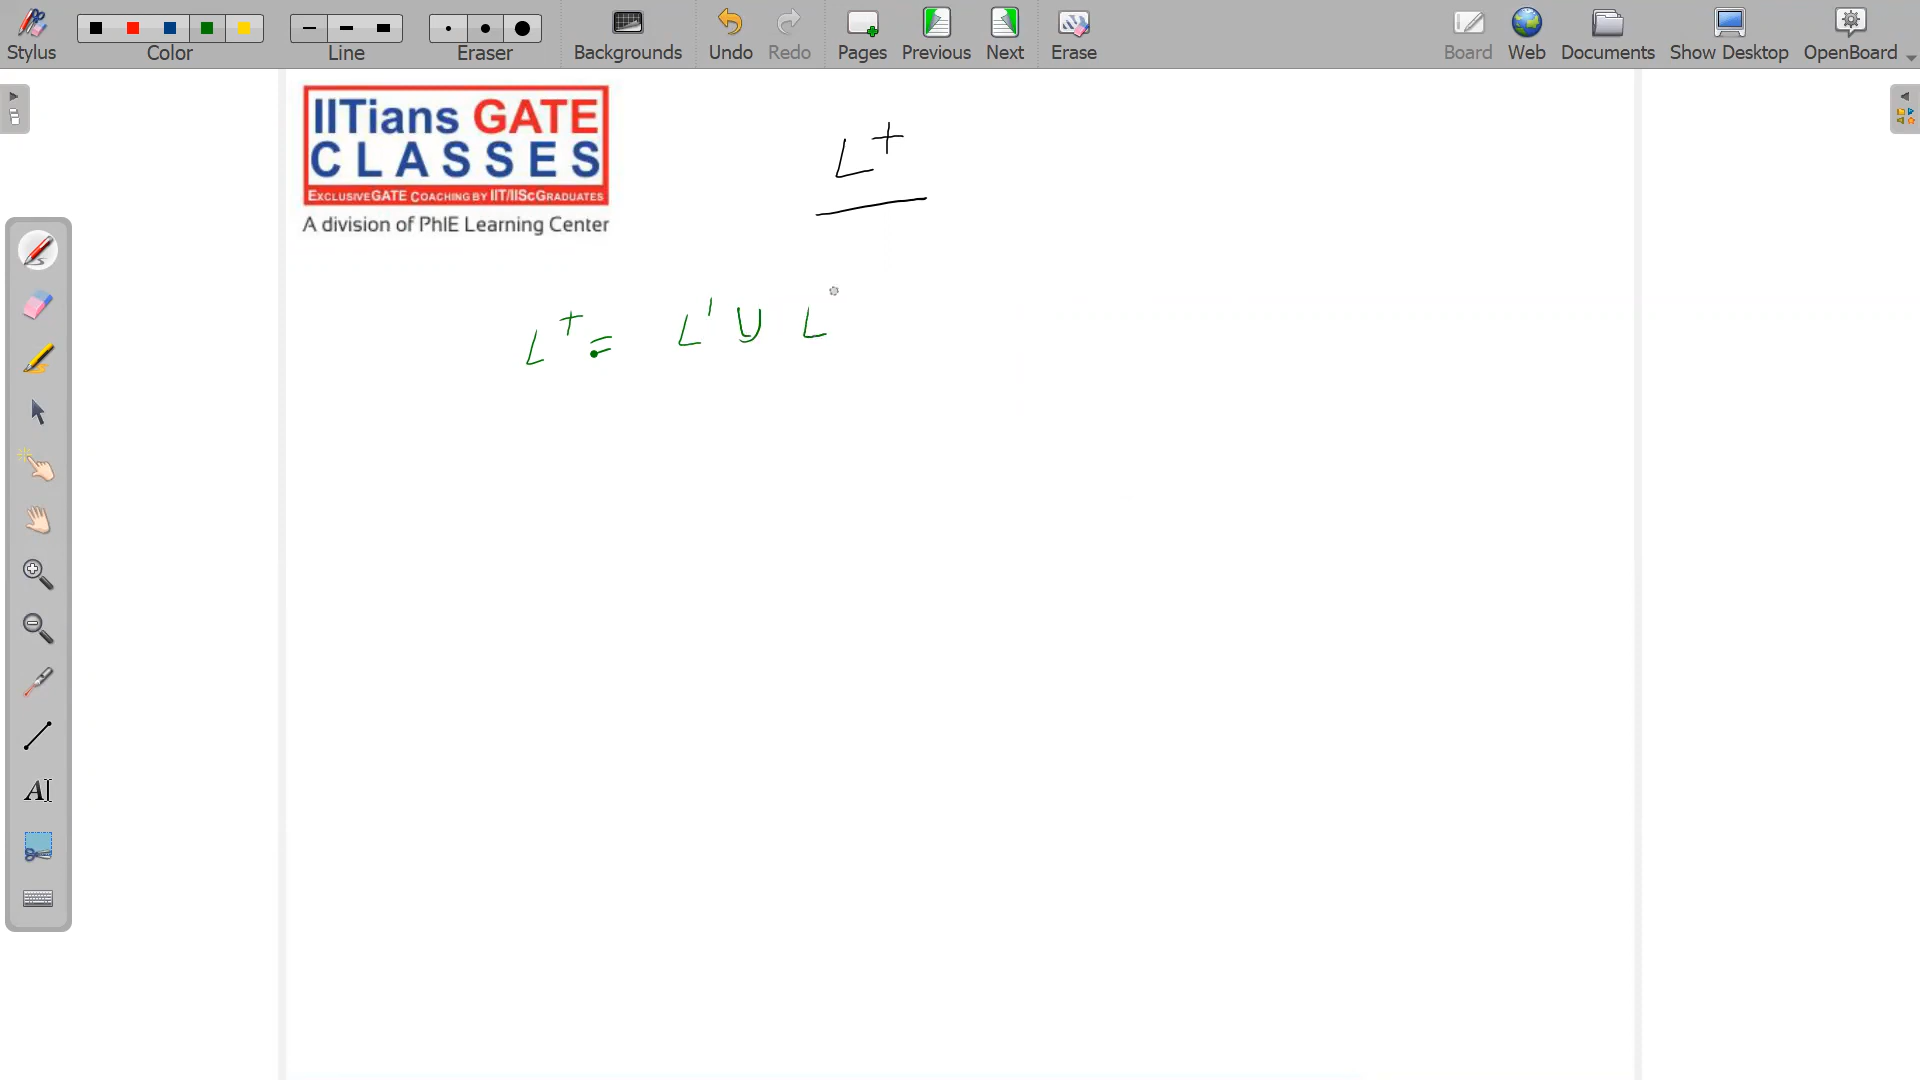 Stylus Color Line Eraser Backgrounds Undo Redo Pages Previous Next Erase Board Web Documents Show Desktop OpenBoard
IITians GATE
CLASSES
EXCLUSIVE GATE COACHING BY IIT/IISc GRADUATES
A division of PhIE Learning Center
L⁺
L⁺ = L¹ U L